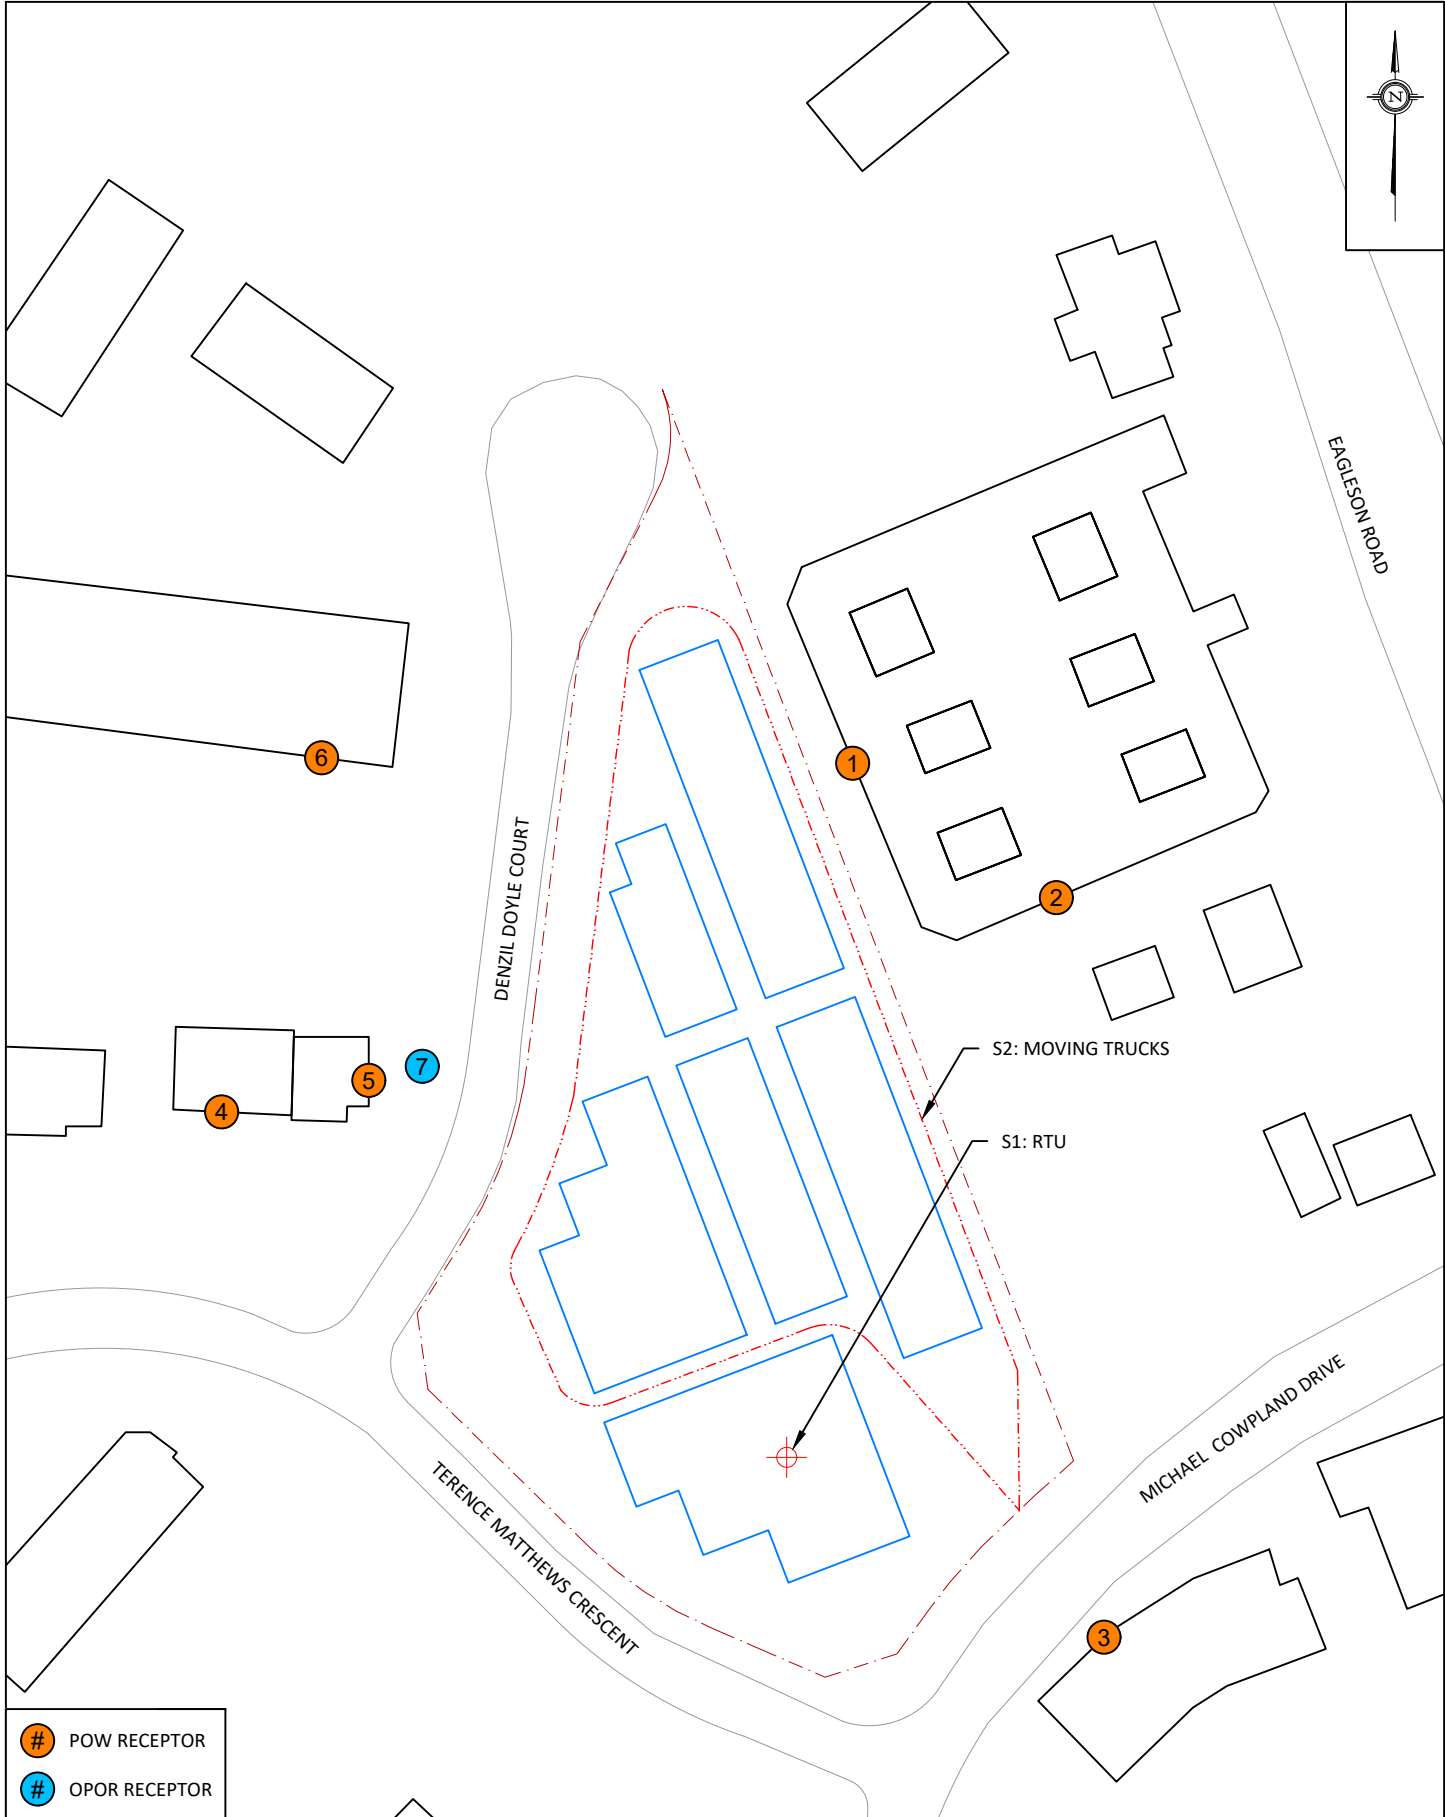 N
EAGLESON ROAD
6
1
DENZIL DOYLE COURT
2
S2: MOVING TRUCKS
7
5
4
S1: RTU
MICHAEL COWPLAND DRIVE
TERENCE MATTHEWS CRESCENT
3
# POW RECEPTOR
# OPOR RECEPTOR